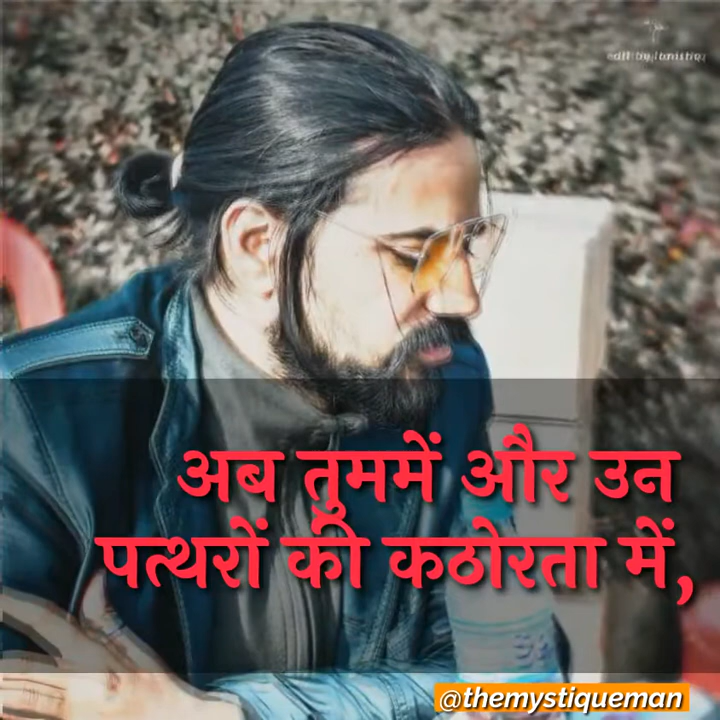 अब तुममें और उन
पत्थरों की कठोरता में,
@themystiqueman